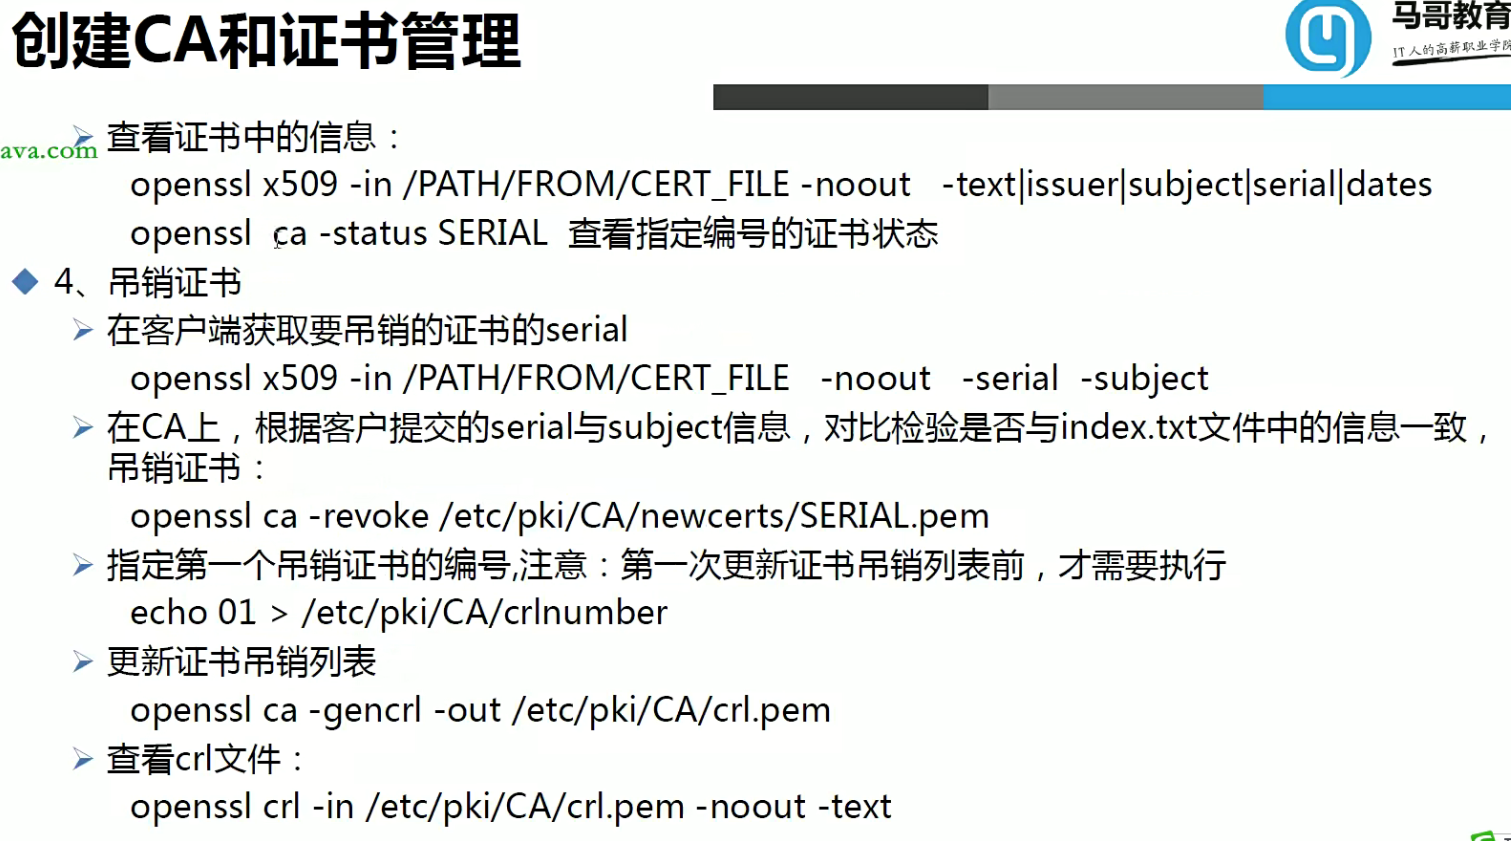 创建CA和证书管理
马哥教育
IT人的高薪职业学院
查看证书中的信息：
ava.com
openssl x509 -in /PATH/FROM/CERT_FILE -noout -text|issuer|subject|serial|dates
openssl ca -status SERIAL 查看指定编号的证书状态
4、吊销证书
在客户端获取要吊销的证书的serial
openssl x509 -in /PATH/FROM/CERT_FILE -noout -serial -subject
在CA上，根据客户提交的serial与subject信息，对比检验是否与index.txt文件中的信息一致，
吊销证书：
openssl ca -revoke /etc/pki/CA/newcerts/SERIAL.pem
指定第一个吊销证书的编号,注意：第一次更新证书吊销列表前，才需要执行
echo 01 > /etc/pki/CA/crlnumber
更新证书吊销列表
openssl ca -gencrl -out /etc/pki/CA/crl.pem
查看crl文件：
openssl crl -in /etc/pki/CA/crl.pem -noout -text